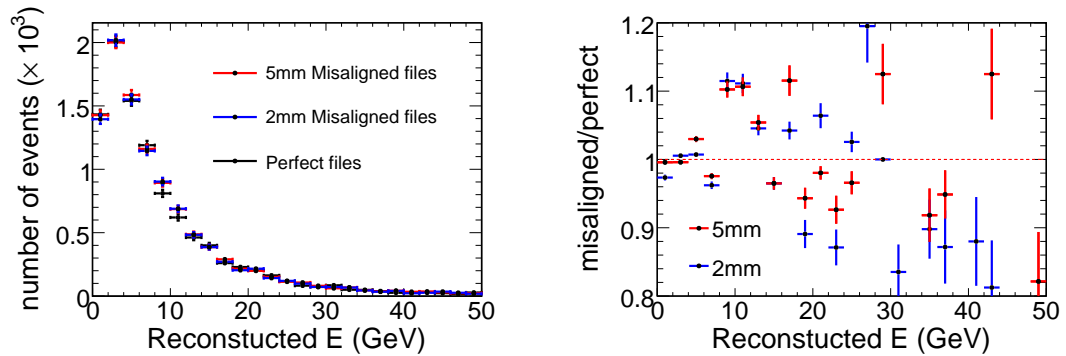 number of events (× 10³)
2
1.5
1
0.5
0
5mm Misaligned files
2mm Misaligned files
Perfect files
0 10 20 30 40 50
Reconstucted E (GeV)
misaligned/perfect
1.2
1.1
1
0.9
0.8
5mm
2mm
0 10 20 30 40 50
Reconstucted E (GeV)